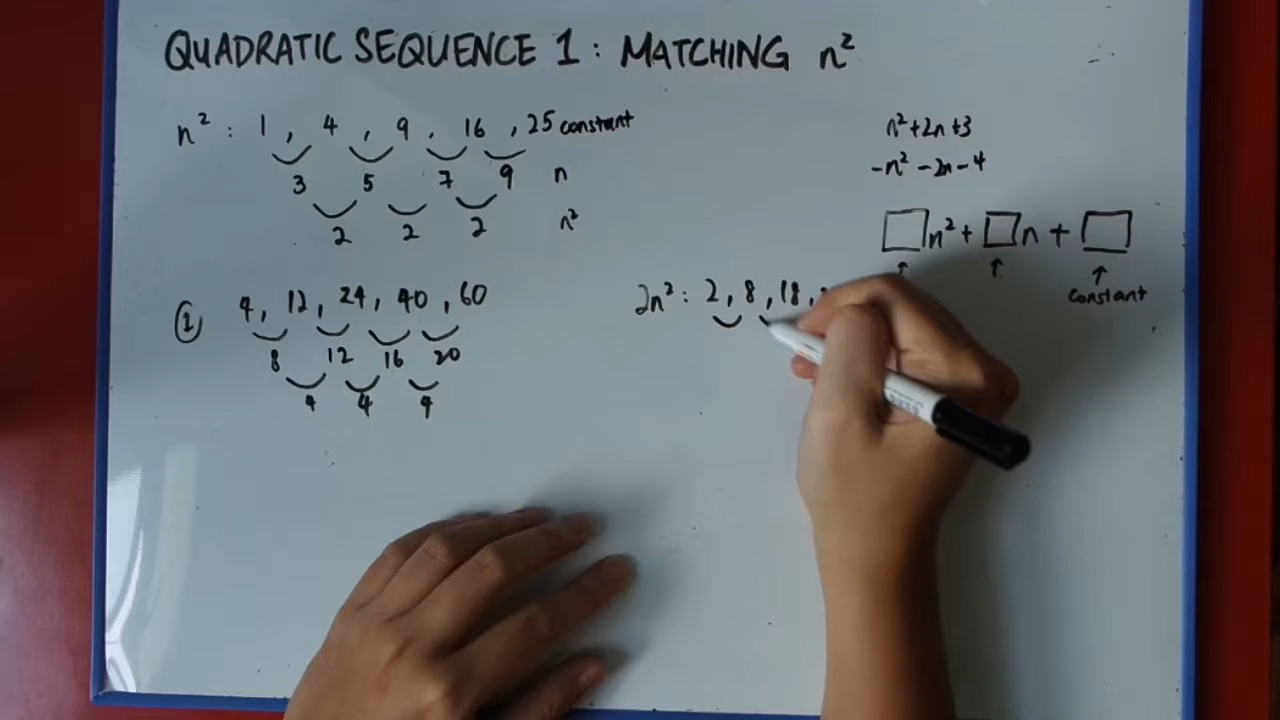 QUADRATIC SEQUENCE 1 : MATCHING n²
n² : 1 , 4 , 9 , 16 , 25 constant
3 5 7 9 n
2 2 2 n²
n²+2n+3
-n²-2n-4
□n² + □n + □
constant
① 4, 12, 24, 40, 60
8 12 16 20
4 4 4
2n² : 2, 8, 18,